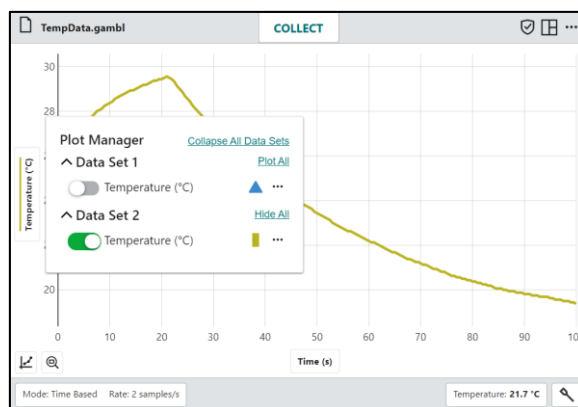 TempData.gambl
COLLECT
30
28
Plot Manager
Collapse All Data Sets
Data Set 1
Plot All
Temperature (°C)
Data Set 2
Hide All
Temperature (°C)
Temperature (°C)
20
0 10 20 30 40 50 60 70 80 90
Time (s)
Mode: Time Based Rate: 2 samples/s
Temperature: 21.7 °C